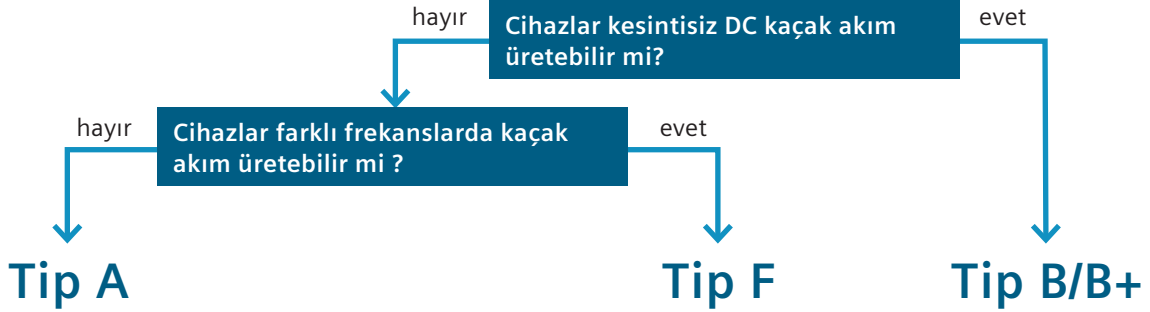 hayır
Cihazlar kesintisiz DC kaçak akım
üretebilir mi?
evet
hayır
Cihazlar farklı frekanslarda kaçak
akım üretebilir mi ?
evet
Tip A
Tip F
Tip B/B+